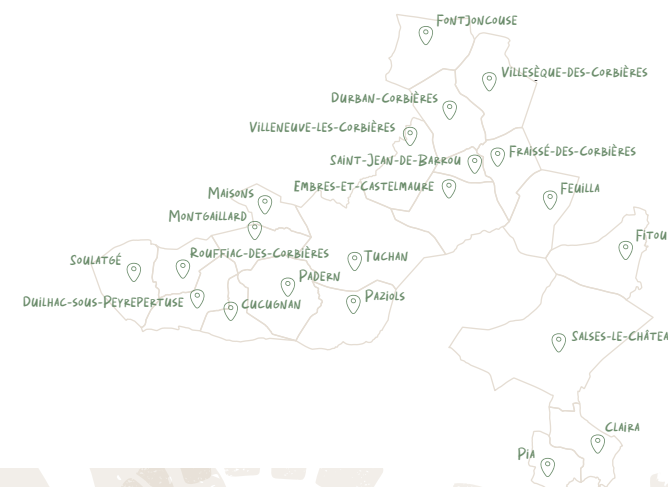 Fontjoncouse
Villesèque-des-Corbières
Durban-Corbières
Villeneuve-les-Corbières
Fraissé-des-Corbières
Saint-Jean-de-Barrou
Embres-et-Castelmaure
Feuilla
Maisons
Montgaillard
Fitou
Rouffiac-des-Corbières
Tuchan
Soulatgé
Padern
Paziols
Duilhac-sous-Peyrepertuse
Cucugnan
Salses-le-Châtea
Claira
Pia